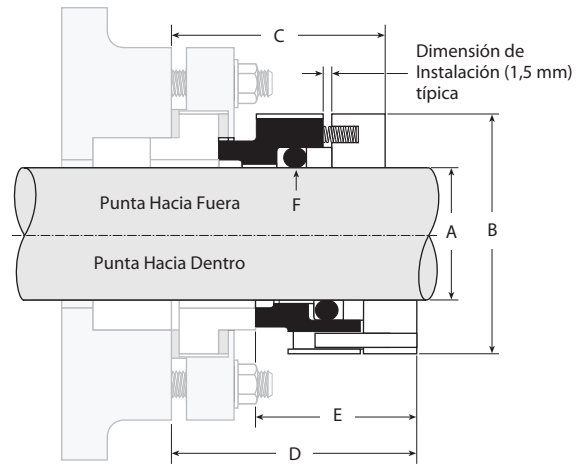 C
Dimensión de
Instalación (1,5 mm)
típica
Punta Hacia Fuera
F
A
B
Punta Hacia Dentro
E
D